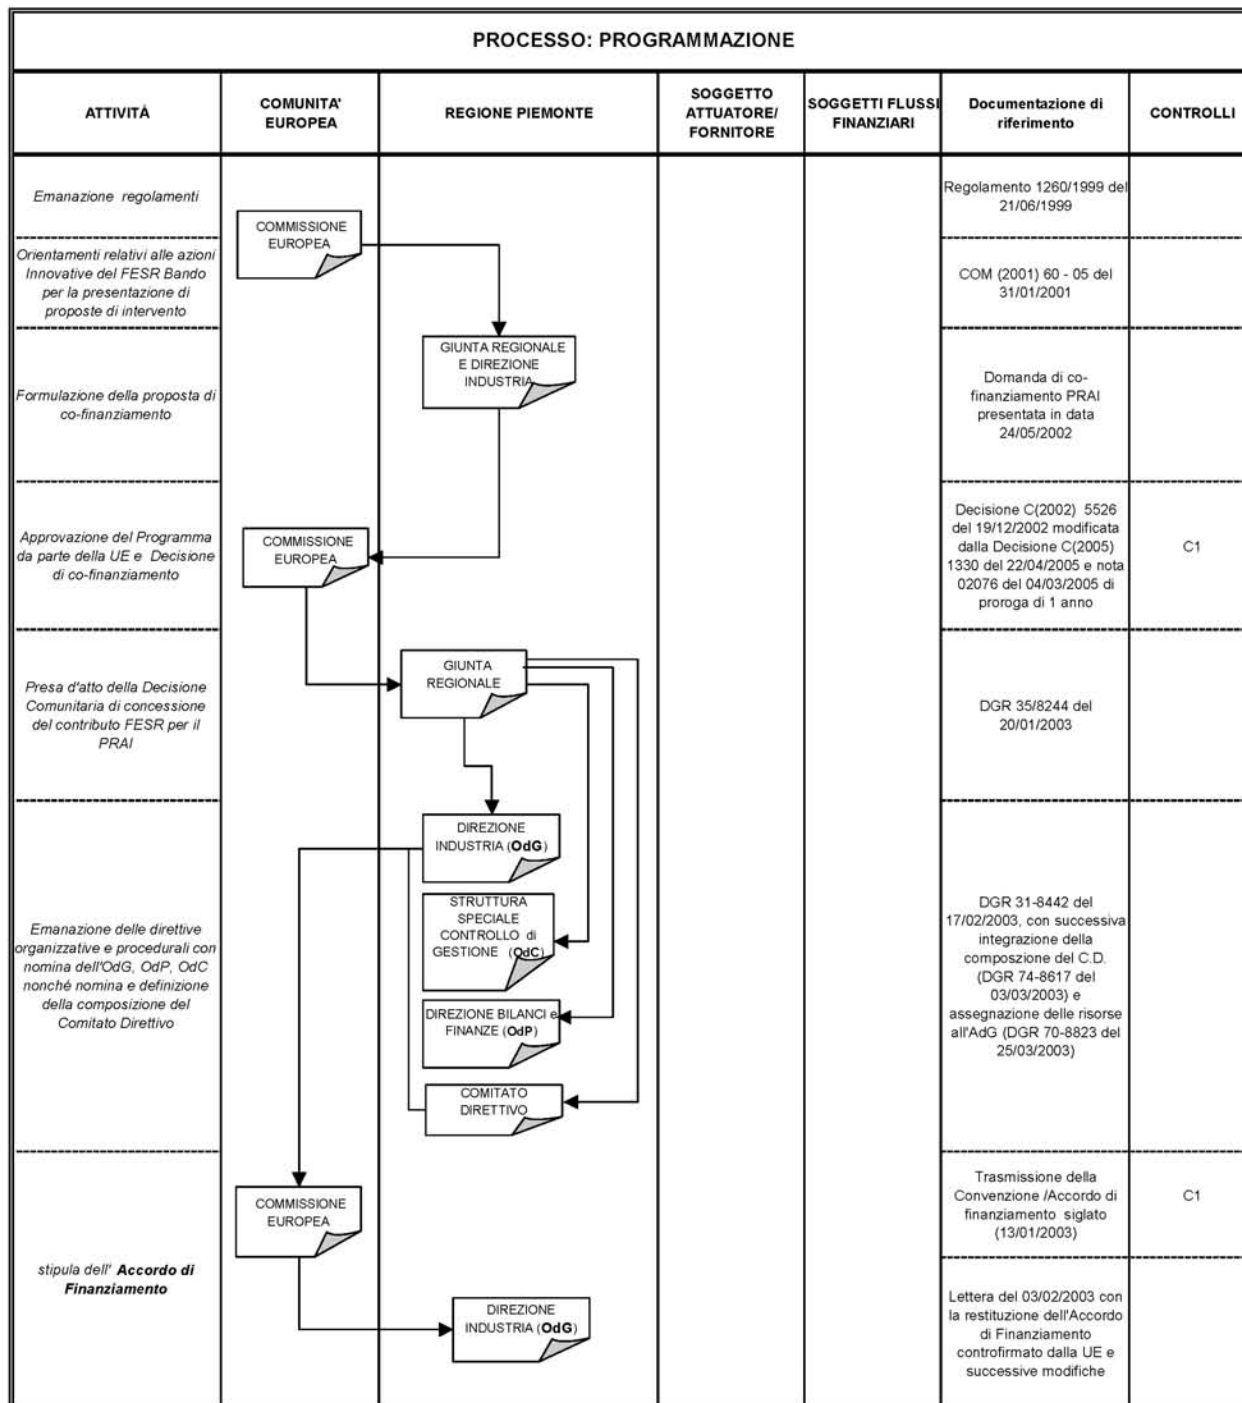 PROCESSO: PROGRAMMAZIONE
ATTIVITÀ
COMUNITA'
EUROPEA
REGIONE PIEMONTE
SOGGETTO
ATTUATORE/
FORNITORE
SOGGETTI FLUSSI
FINANZIARI
Documentazione di
riferimento
CONTROLLI
Emanazione regolamenti
COMMISSIONE
EUROPEA
Regolamento 1260/1999 del
21/06/1999
Orientamenti relativi alle azioni
Innovative del FESR Bando
per la presentazione di
proposte di intervento
COM (2001) 60 - 05 del
31/01/2001
Formulazione della proposta di
co-finanziamento
GIUNTA REGIONALE
E DIREZIONE
INDUSTRIA
Domanda di co-
finanziamento PRAI
presentata in data
24/05/2002
Approvazione del Programma
da parte della UE e Decisione
di co-finanziamento
COMMISSIONE
EUROPEA
Decisione C(2002) 5526
del 19/12/2002 modificata
dalla Decisione C(2005)
1330 del 22/04/2005 e nota
02076 del 04/03/2005 di
proroga di 1 anno
C1
Presa d'atto della Decisione
Comunitaria di concessione
del contributo FESR per il
PRAI
GIUNTA
REGIONALE
DGR 35/8244 del
20/01/2003
Emanazione delle direttive
organizzative e procedurali con
nomina dell'OdG, OdP, OdC
nonché nomina e definizione
della composizione del
Comitato Direttivo
DIREZIONE
INDUSTRIA (OdG)
STRUTTURA
SPECIALE
CONTROLLO di
GESTIONE (OdC)
DIREZIONE BILANCI e
FINANZE (OdP)
COMITATO
DIRETTIVO
DGR 31-8442 del
17/02/2003, con successiva
integrazione della
composzione del C.D.
(DGR 74-8617 del
03/03/2003) e
assegnazione delle risorse
all'AdG (DGR 70-8823 del
25/03/2003)
stipula dell' Accordo di
Finanziamento
COMMISSIONE
EUROPEA
Trasmissione della
Convenzione /Accordo di
finanziamento siglato
(13/01/2003)
C1
DIREZIONE
INDUSTRIA (OdG)
Lettera del 03/02/2003 con
la restituzione dell'Accordo
di Finanziamento
controfirmato dalla UE e
successive modifiche